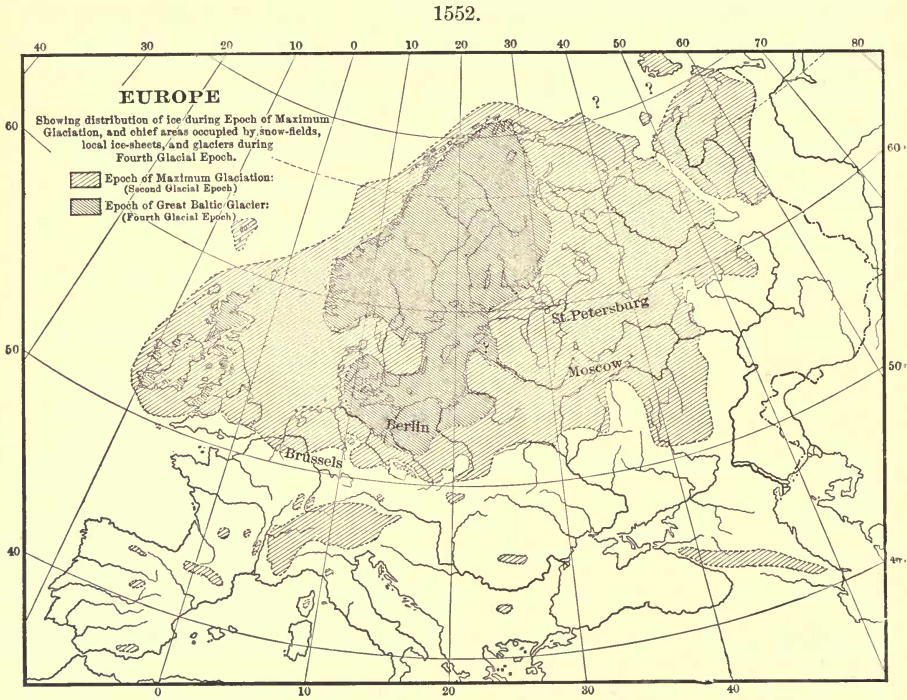 1552.
40 30 20 10 0 10 20 30 40 50 60 70 80
EUROPE
Showing distribution of ice during Epoch of Maximum
Glaciation, and chief areas occupied by snow-fields,
local ice-sheets, and glaciers during
Fourth Glacial Epoch.
Epoch of Maximum Glaciation:
(Second Glacial Epoch)
Epoch of Great Baltic Glacier:
(Fourth Glacial Epoch)
? ?
60 60
St. Petersburg
50 50
Moscow
Berlin
Brussels
40 40
0 10 20 30 40